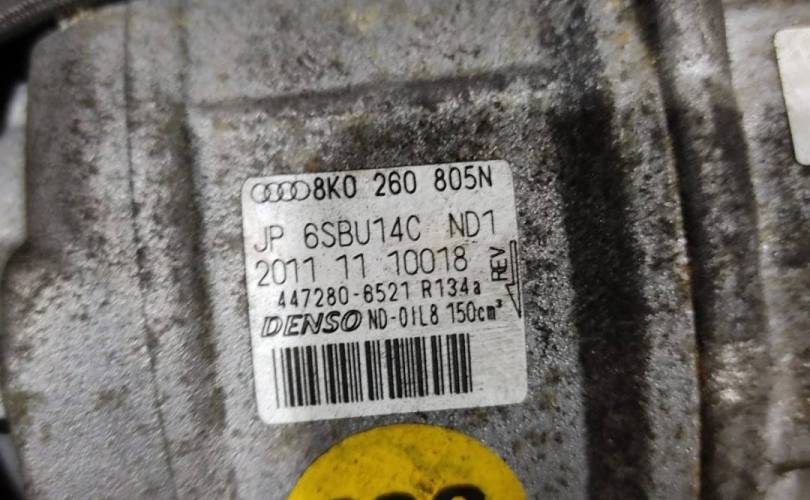 8K0 260 805N
JP 6SBU14C ND1
2011 11 10018
REV
447280-6521 R134a
DENSO ND-OIL8 150cm³